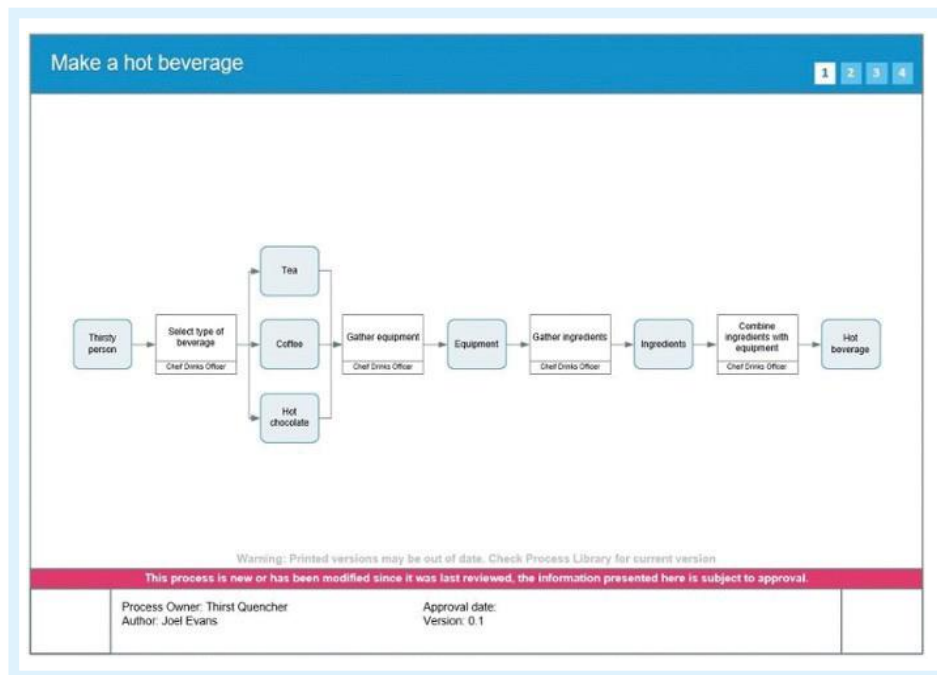 Make a hot beverage
1 2 3 4
Thirsty
person
Select type of
beverage
Chef Drinks Officer
Tea
Coffee
Hot
chocolate
Gather equipment
Chef Drinks Officer
Equipment
Gather ingredients
Chef Drinks Officer
Ingredients
Combine
ingredients with
equipment
Chef Drinks Officer
Hot
beverage
Warning: Printed versions may be out of date. Check Process Library for current version
This process is new or has been modified since it was last reviewed, the information presented here is subject to approval.
Process Owner: Thirst Quencher
Author: Joel Evans
Approval date:
Version: 0.1